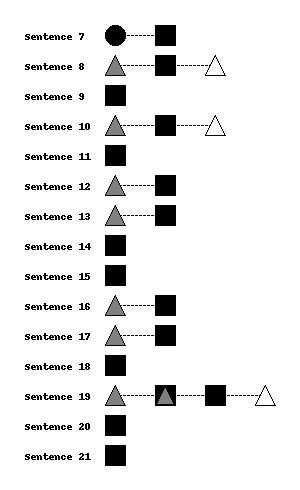 Sentence 7
Sentence 8
Sentence 9
Sentence 10
Sentence 11
Sentence 12
Sentence 13
Sentence 14
Sentence 15
Sentence 16
Sentence 17
Sentence 18
Sentence 19
Sentence 20
Sentence 21